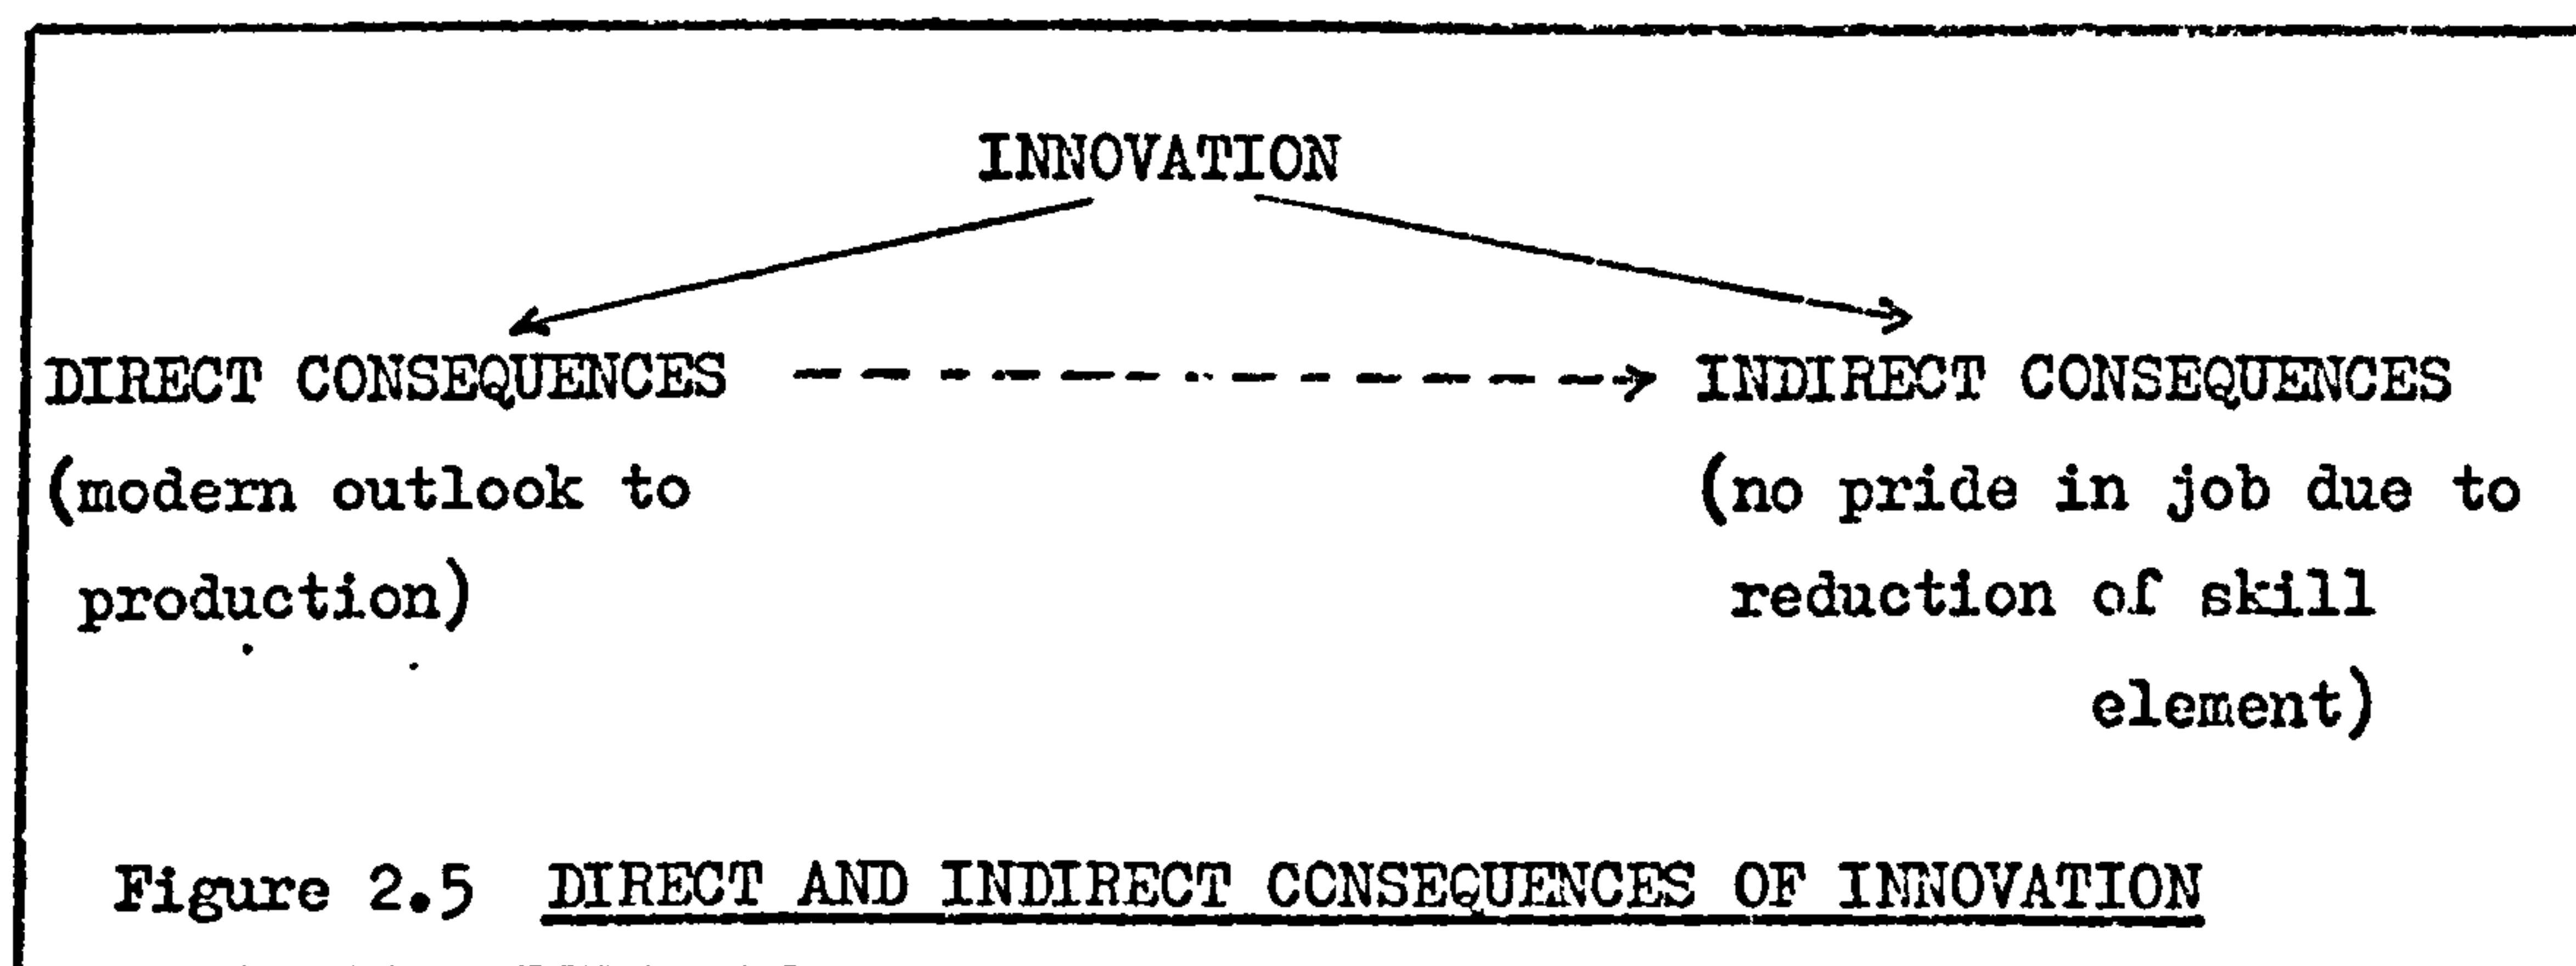 INNOVATION
DIRECT CONSEQUENCES INDIRECT CONSEQUENCES
(modern outlook to (no pride in job due to
production) reduction of skill
element)
Figure 2.5 DIRECT AND INDIRECT CONSEQUENCES OF INNOVATION